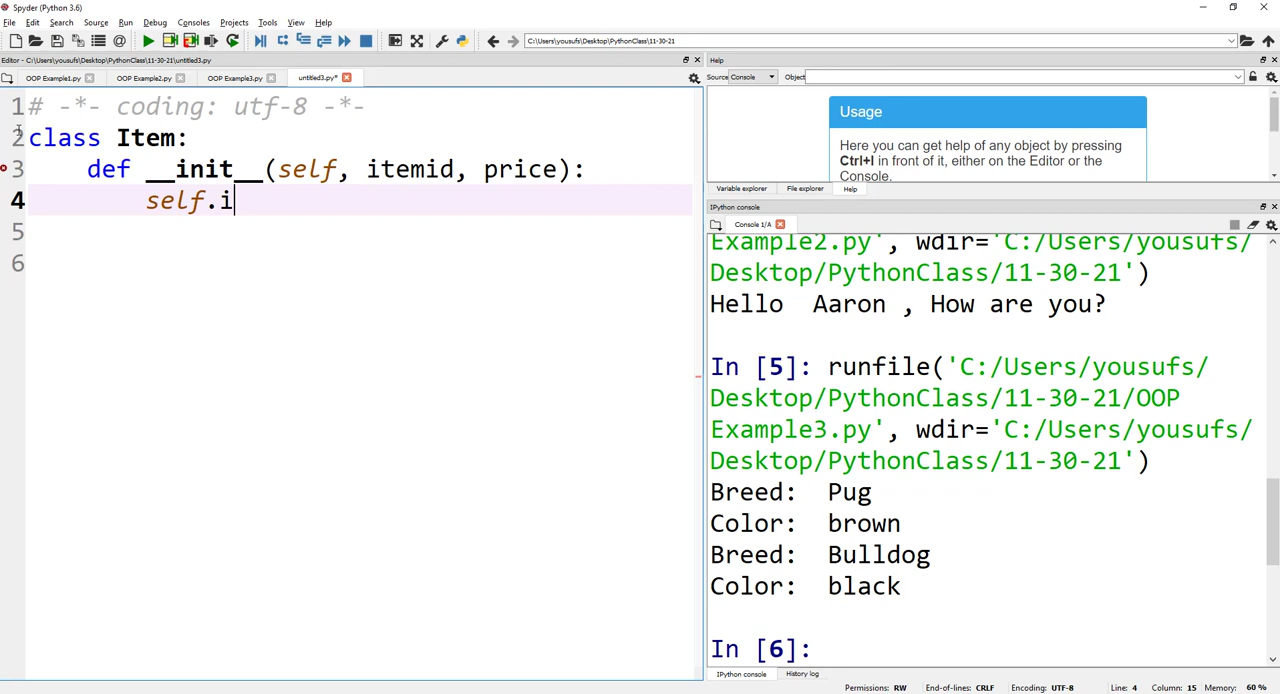 Spyder (Python 3.6)
File Edit Search Source Run Debug Consoles Projects Tools View Help
C:\Users\yousufs\Desktop\PythonClass\11-30-21
Editor - C:\Users\yousufs\Desktop\PythonClass\11-30-21\untitled3.py
OOP Example1.py OOP Example2.py OOP Example3.py untitled3.py*
1 # -*- coding: utf-8 -*-
2 class Item:
3 def __init__(self, itemid, price):
4 self.i
5
6
Help
Source Console Object
Usage
Here you can get help of any object by pressing
Ctrl+I in front of it, either on the Editor or the
Console.
Variable explorer File explorer Help
IPython console
Console 1/A
Example2.py', wdir='C:/Users/yousufs/
Desktop/PythonClass/11-30-21')
Hello  Aaron , How are you?
In [5]: runfile('C:/Users/yousufs/
Desktop/PythonClass/11-30-21/OOP
Example3.py', wdir='C:/Users/yousufs/
Desktop/PythonClass/11-30-21')
Breed:  Pug
Color:  brown
Breed:  Bulldog
Color:  black
In [6]:
IPython console History log
Permissions: RW End-of-lines: CRLF Encoding: UTF-8 Line: 4 Column: 15 Memory: 60 %